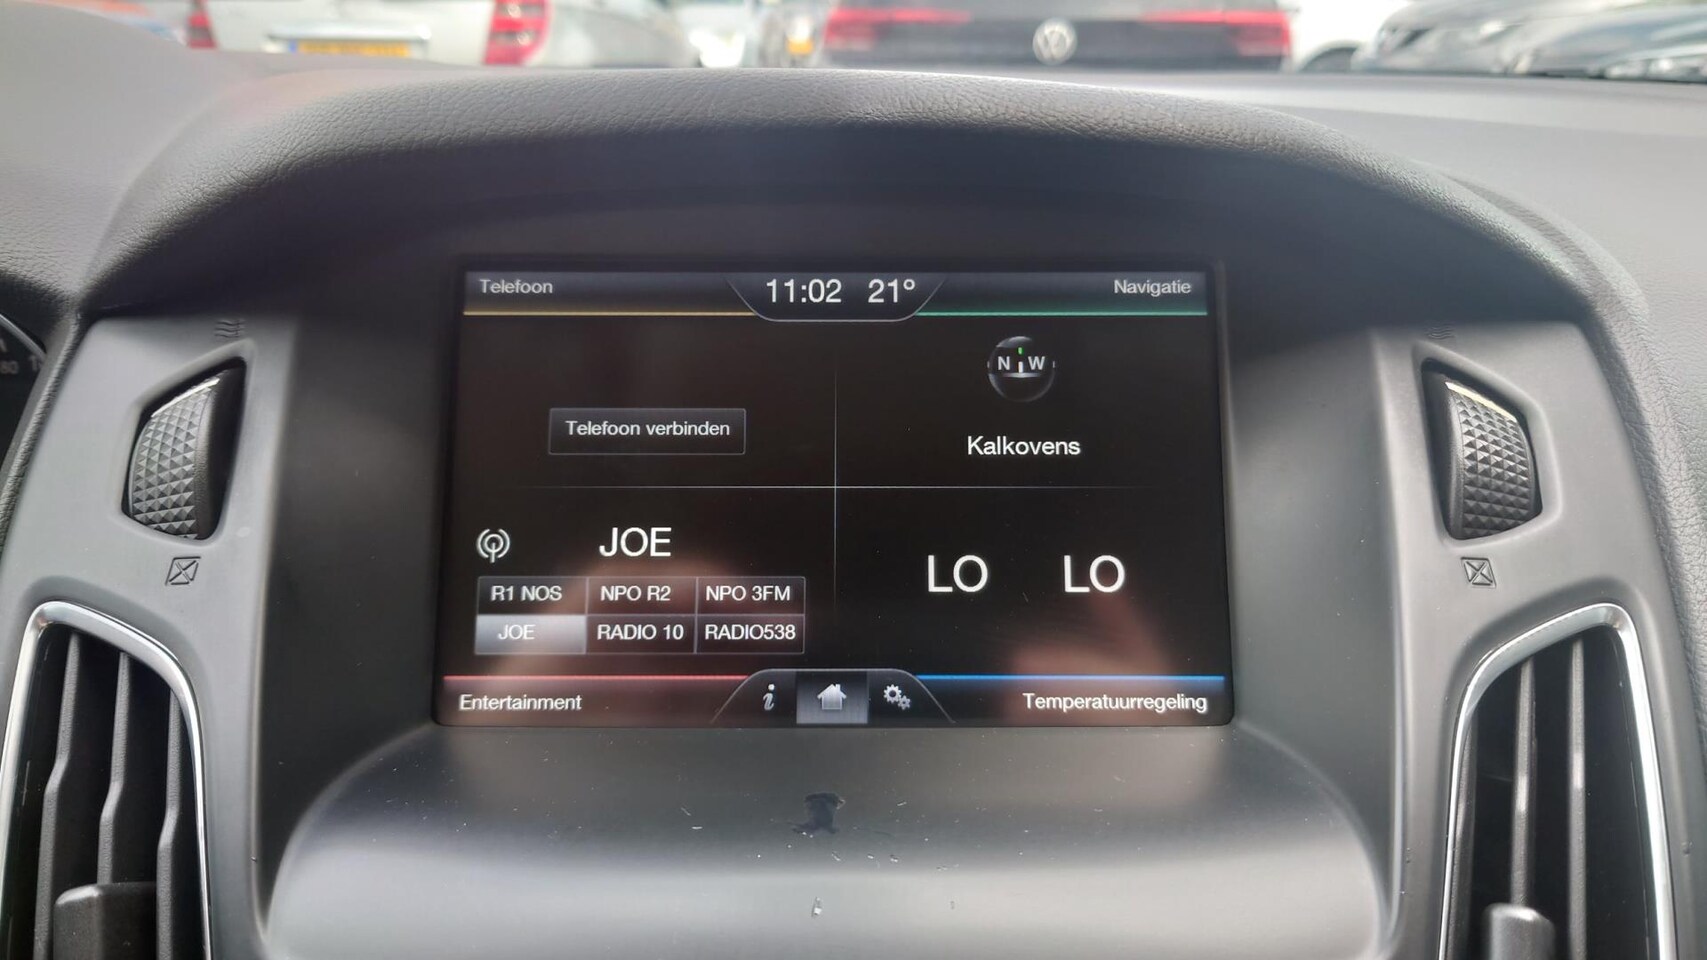 Telefoon
11:02 21°
Navigatie
N W
Telefoon verbinden
Kalkovens
JOE
R1 NOS NPO R2 NPO 3FM
JOE RADIO 10 RADIO538
LO LO
Entertainment
i
Temperatuurregeling